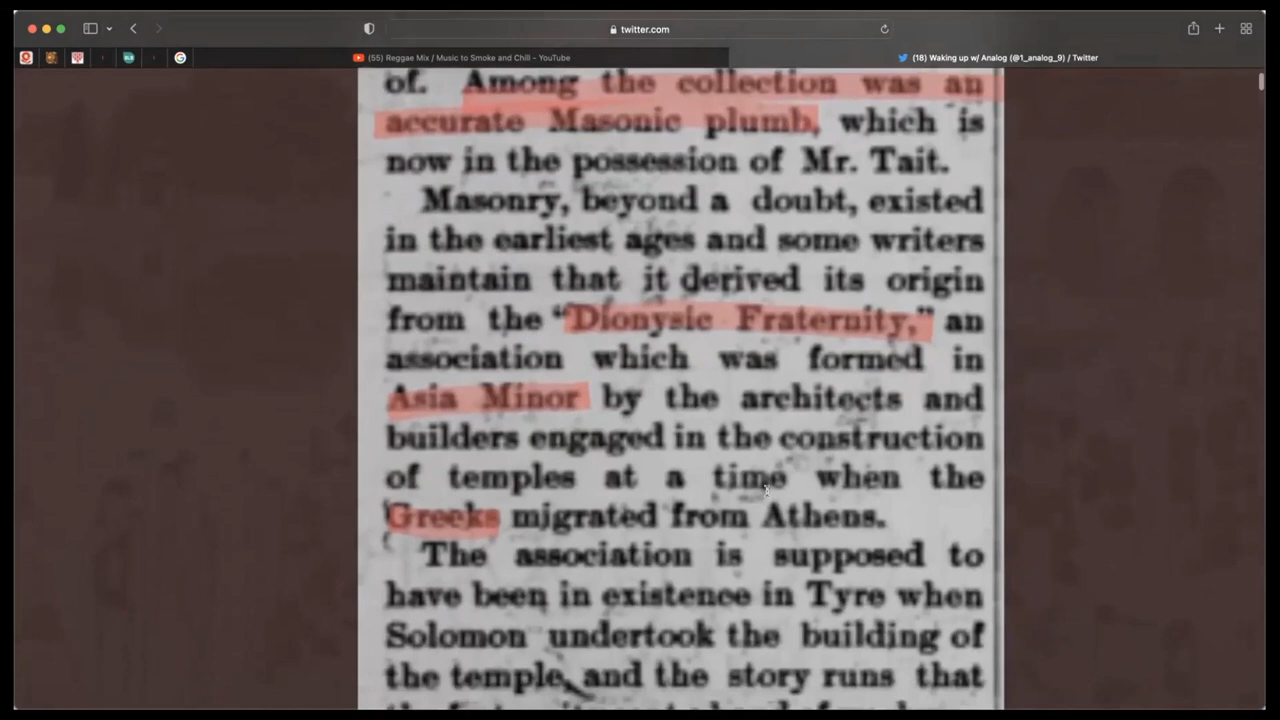 twitter.com
(55) Reggae Mix / Music to Smoke and Chill - YouTube
(18) Waking up w/ Analog (@1_analog_9) / Twitter
of. Among the collection was an
accurate Masonic plumb, which is
now in the possession of Mr. Tait.
Masonry, beyond a doubt, existed
in the earliest ages and some writers
maintain that it derived its origin
from the “Dionysic Fraternity,” an
association which was formed in
Asia Minor by the architects and
builders engaged in the construction
of temples at a time when the
Greeks migrated from Athens.
The association is supposed to
have been in existence in Tyre when
Solomon undertook the building of
the temple, and the story runs that